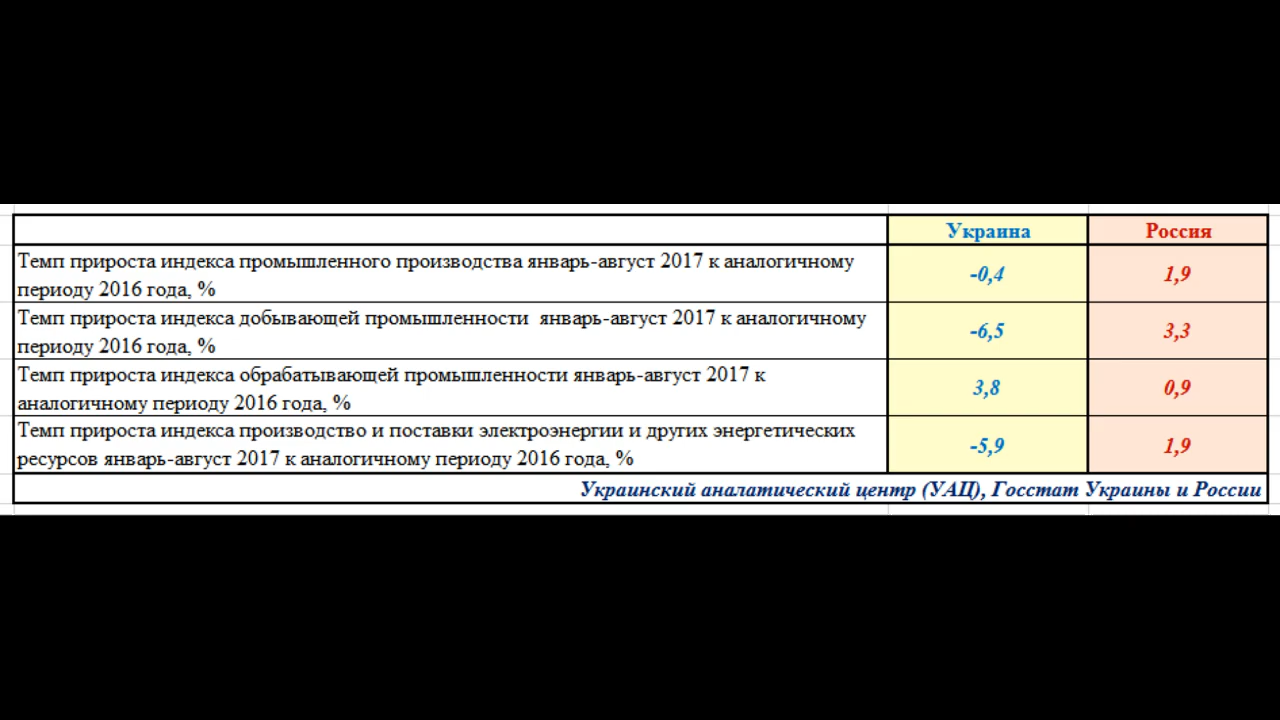 Украина Россия
Темп прироста индекса промышленного производства январь-август 2017 к аналогичному
периоду 2016 года, %
-0,4 1,9
Темп прироста индекса добывающей промышленности январь-август 2017 к аналогичному
периоду 2016 года, %
-6,5 3,3
Темп прироста индекса обрабатывающей промышленности январь-август 2017 к
аналогичному периоду 2016 года, %
3,8 0,9
Темп прироста индекса производство и поставки электроэнергии и других энергетических
ресурсов январь-август 2017 к аналогичному периоду 2016 года, %
-5,9 1,9
Украинский аналатический центр (УАЦ), Госстат Украины и России